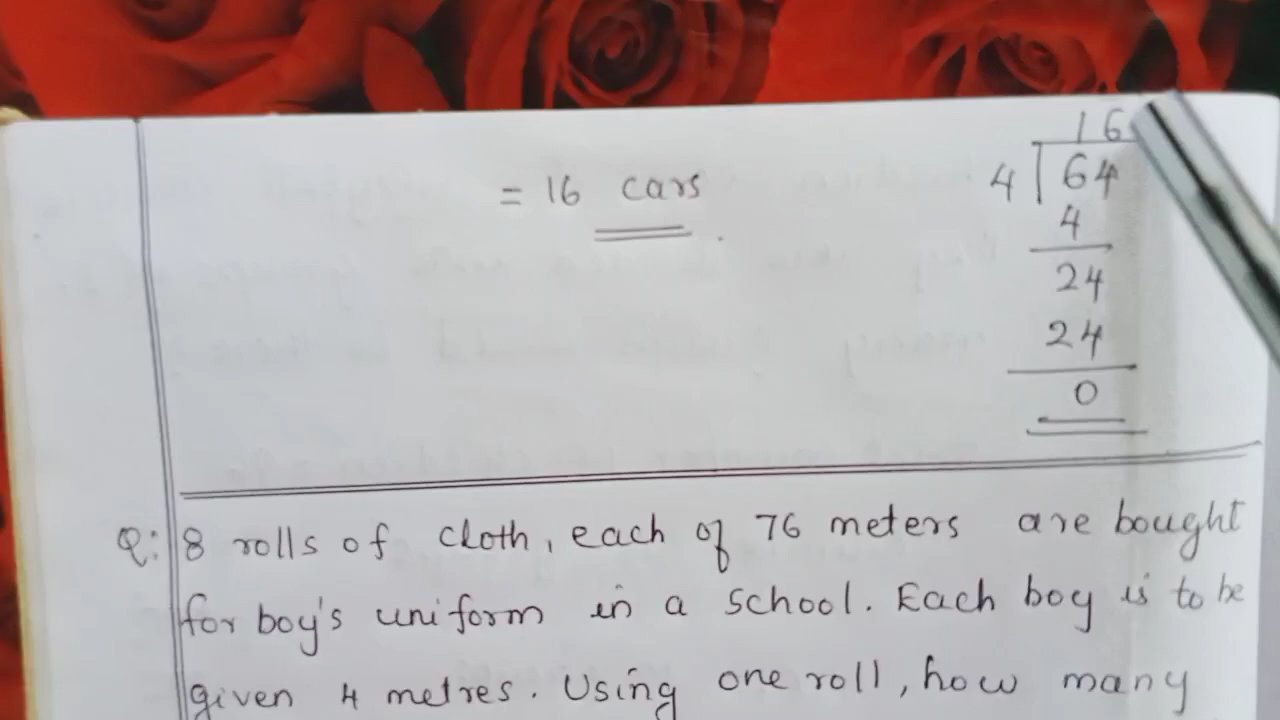 = 16 cars
16
4 64
4
24
24
0
Q: 8 rolls of cloth, each of 76 meters are bought
for boy's uniform in a school. Each boy is to be
given 4 metres. Using one roll, how many